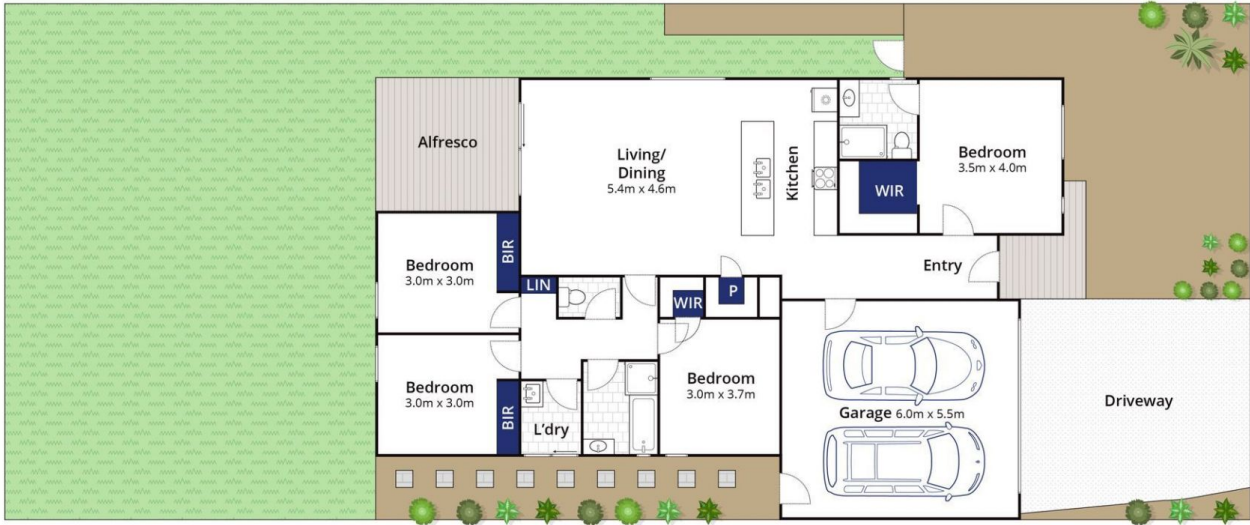 Alfresco
Living/
Dining
5.4m x 4.6m
Kitchen
WIR
Bedroom
3.5m x 4.0m
Entry
Bedroom
3.0m x 3.0m
BIR
LIN
WIR
P
Bedroom
3.0m x 3.0m
BIR
L'dry
Bedroom
3.0m x 3.7m
Garage 6.0m x 5.5m
Driveway